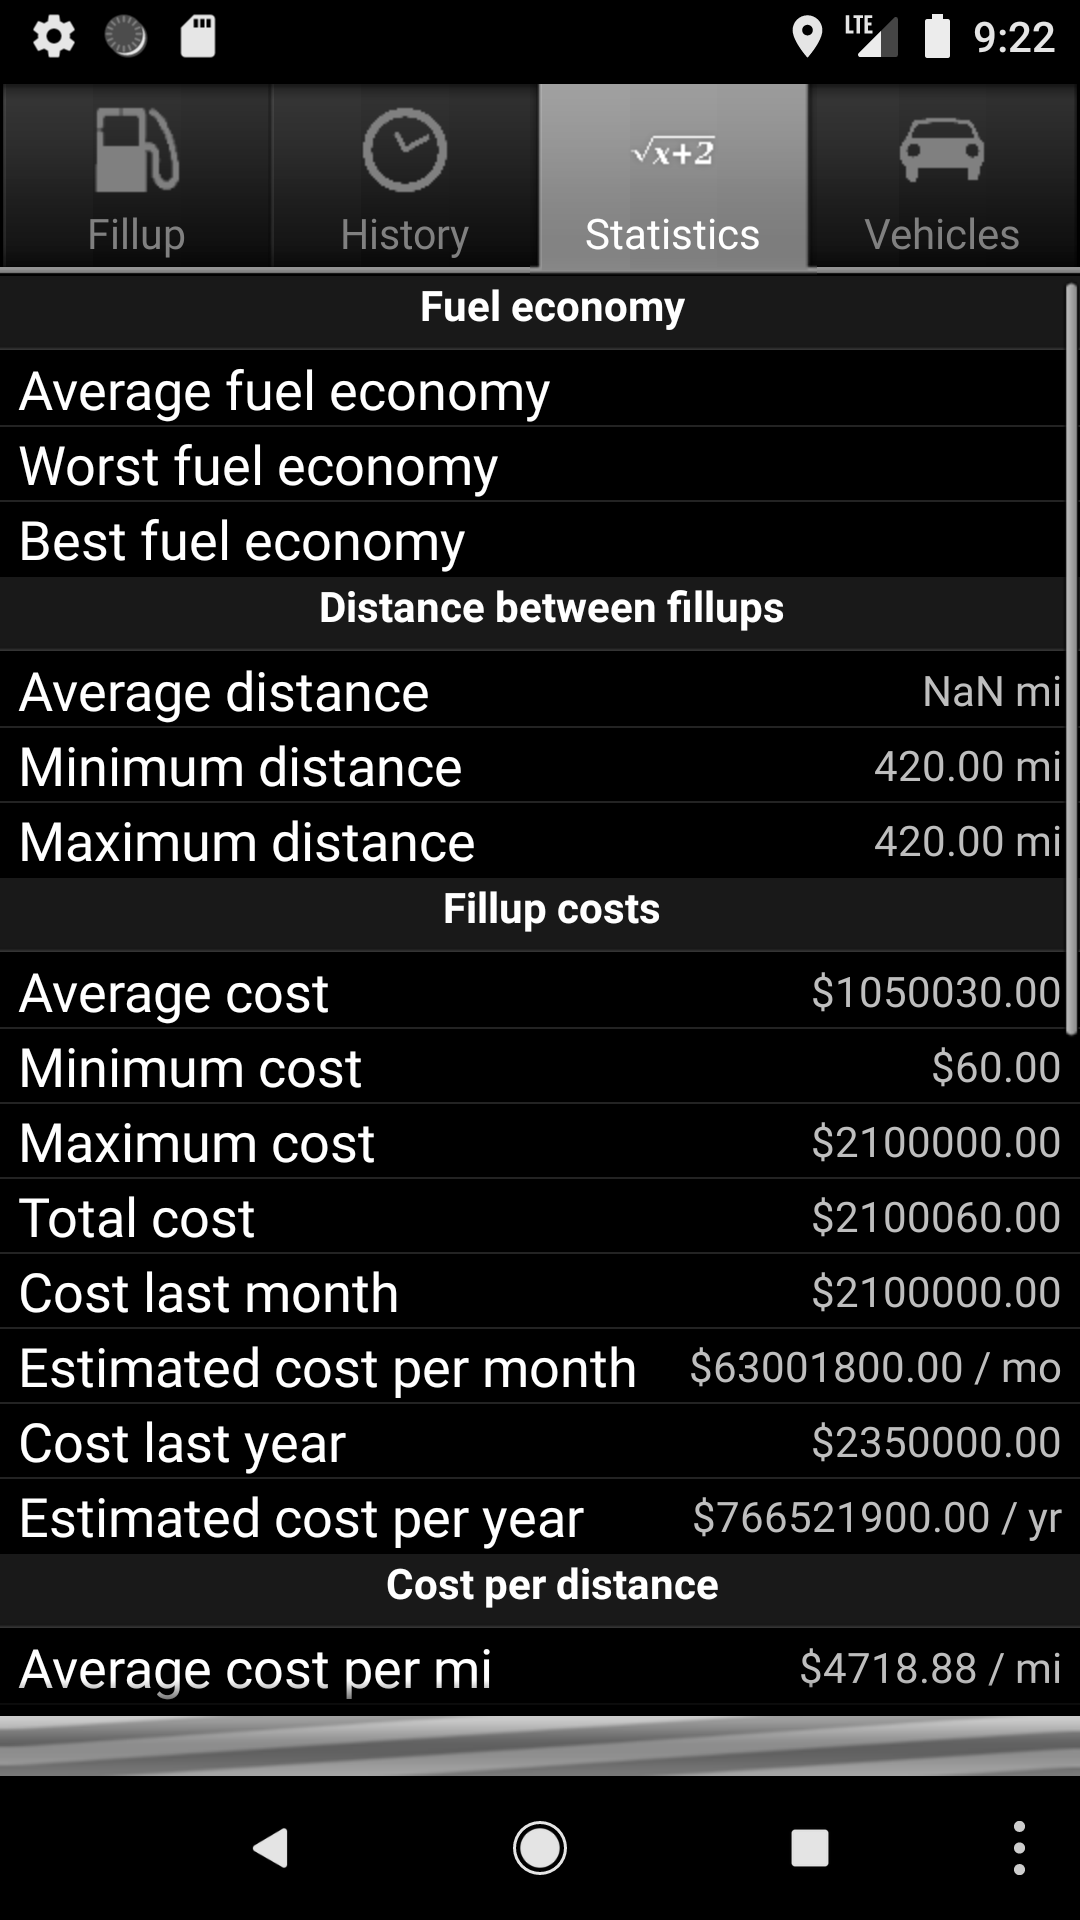 LTE 9:22
√x+2
Fillup History Statistics Vehicles
Fuel economy
Average fuel economy
Worst fuel economy
Best fuel economy
Distance between fillups
Average distance NaN mi
Minimum distance 420.00 mi
Maximum distance 420.00 mi
Fillup costs
Average cost $1050030.00
Minimum cost $60.00
Maximum cost $2100000.00
Total cost $2100060.00
Cost last month $2100000.00
Estimated cost per month $63001800.00 / mo
Cost last year $2350000.00
Estimated cost per year $766521900.00 / yr
Cost per distance
Average cost per mi $4718.88 / mi